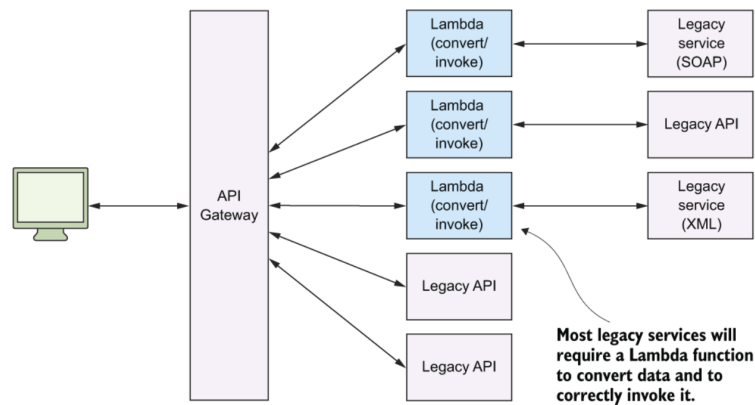 Lambda
(convert/
invoke)
Legacy
service
(SOAP)
Lambda
(convert/
invoke)
Legacy API
API
Gateway
Lambda
(convert/
invoke)
Legacy
service
(XML)
Legacy API
Legacy API
Most legacy services will
require a Lambda function
to convert data and to
correctly invoke it.